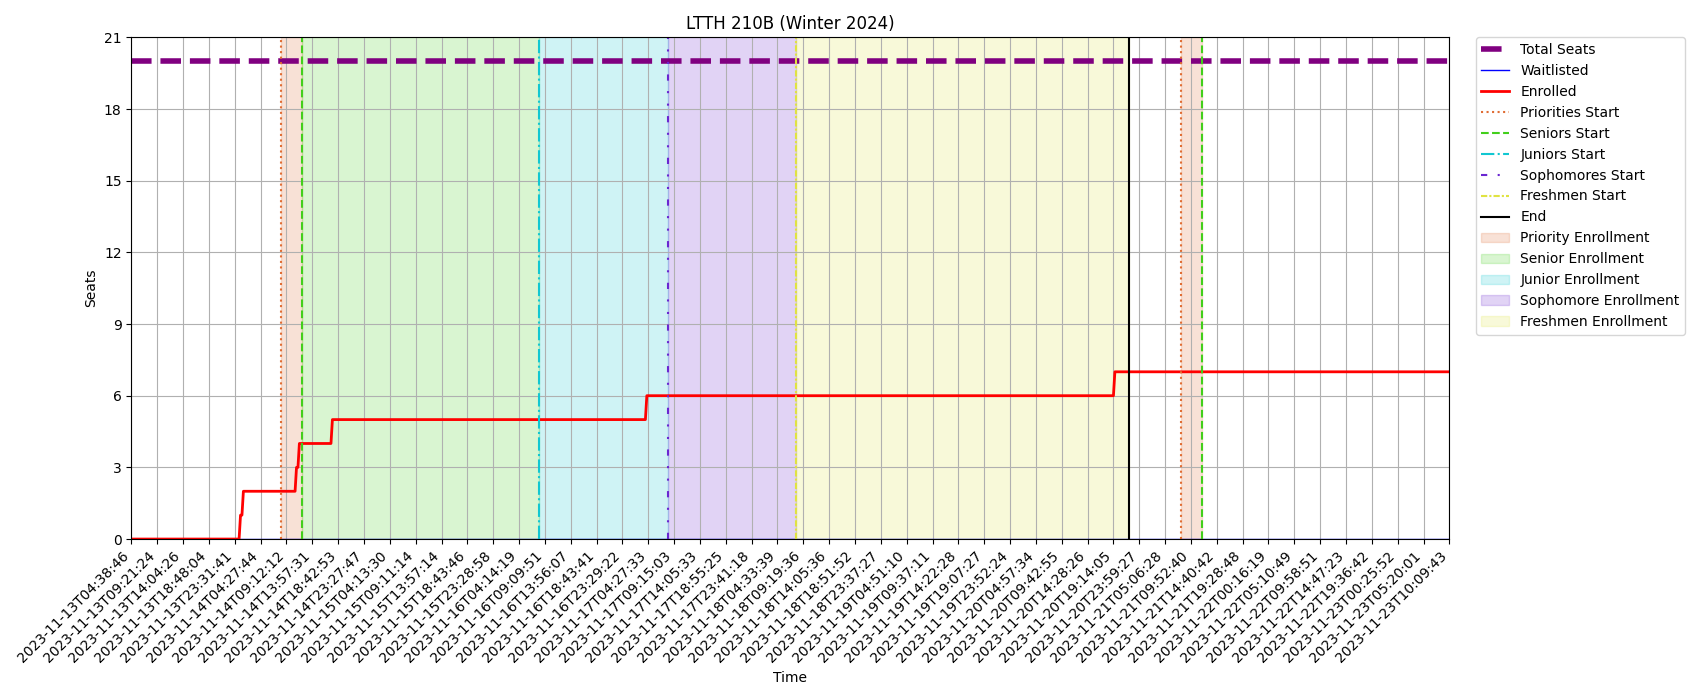 LTTH 210B (Winter 2024)
21
18
15
12
9
6
3
0
Seats
2023-11-13T04:38:46
2023-11-13T09:21:24
2023-11-13T14:04:26
2023-11-13T18:48:04
2023-11-13T23:31:41
2023-11-14T04:27:44
2023-11-14T09:12:12
2023-11-14T13:57:31
2023-11-14T18:42:53
2023-11-14T23:27:47
2023-11-15T04:13:30
2023-11-15T09:11:14
2023-11-15T13:57:14
2023-11-15T18:43:46
2023-11-15T23:28:58
2023-11-16T04:14:19
2023-11-16T09:09:51
2023-11-16T13:56:07
2023-11-16T18:43:41
2023-11-16T23:29:22
2023-11-17T04:27:33
2023-11-17T09:15:03
2023-11-17T14:05:33
2023-11-17T18:55:25
2023-11-17T23:41:18
2023-11-18T04:33:39
2023-11-18T09:19:36
2023-11-18T14:05:36
2023-11-18T18:51:52
2023-11-18T23:37:27
2023-11-19T04:51:10
2023-11-19T09:37:11
2023-11-19T14:22:28
2023-11-19T19:07:27
2023-11-19T23:52:24
2023-11-20T04:57:34
2023-11-20T09:42:55
2023-11-20T14:28:26
2023-11-20T19:14:05
2023-11-20T23:59:27
2023-11-21T05:06:28
2023-11-21T09:52:40
2023-11-21T14:40:42
2023-11-21T19:28:48
2023-11-22T00:16:19
2023-11-22T05:10:49
2023-11-22T09:58:51
2023-11-22T14:47:23
2023-11-22T19:36:42
2023-11-23T00:25:52
2023-11-23T05:20:01
2023-11-23T10:09:43
Time
Total Seats
Waitlisted
Enrolled
Priorities Start
Seniors Start
Juniors Start
Sophomores Start
Freshmen Start
End
Priority Enrollment
Senior Enrollment
Junior Enrollment
Sophomore Enrollment
Freshmen Enrollment